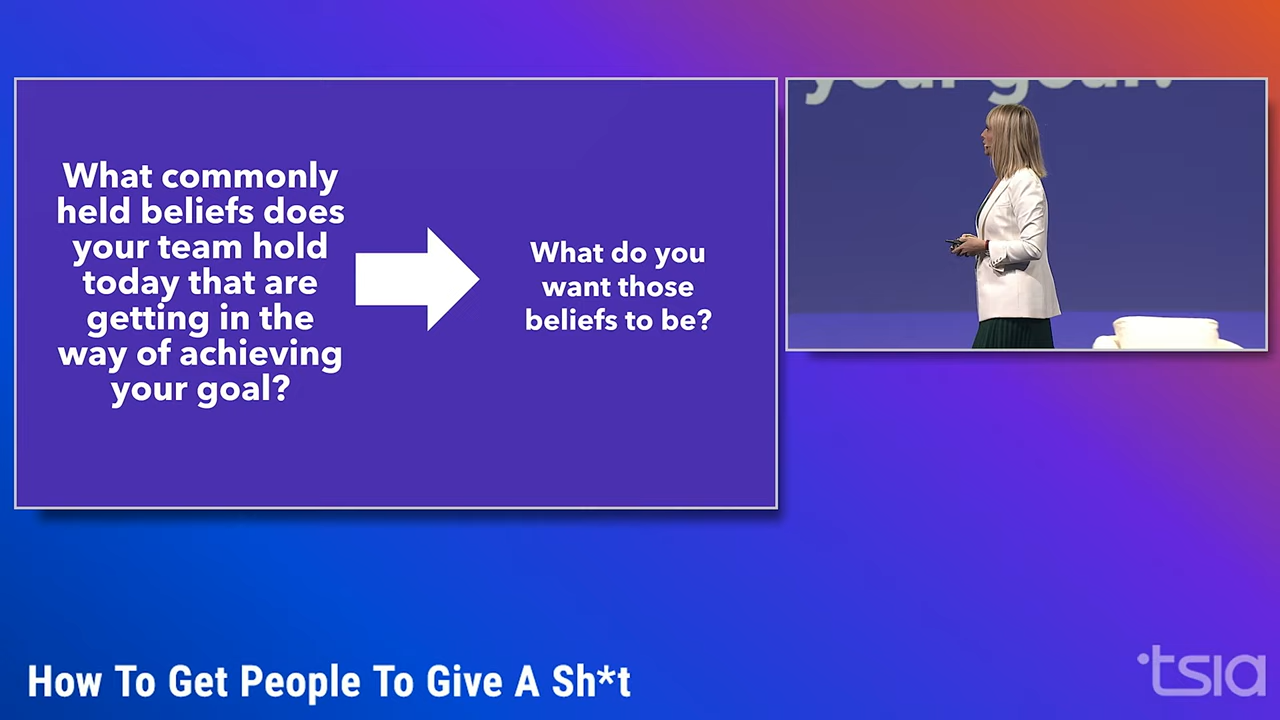 What commonly
held beliefs does
your team hold
today that are
getting in the
way of achieving
your goal?
What do you
want those
beliefs to be?
your goal?
How To Get People To Give A Sh*t
tsia